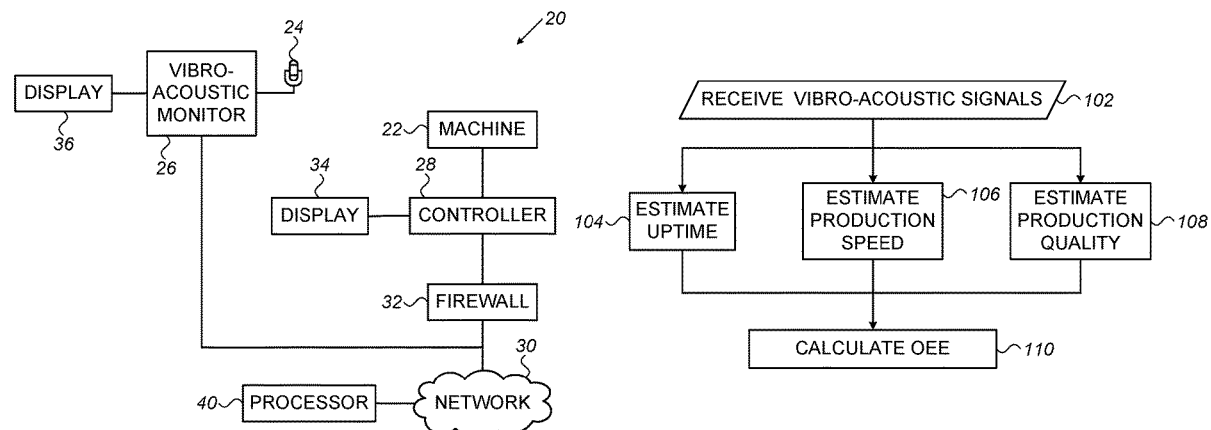 20
24
VIBRO-
ACOUSTIC
MONITOR
26
DISPLAY
36
22
MACHINE
28
CONTROLLER
34
DISPLAY
32
FIREWALL
30
NETWORK
40
PROCESSOR
RECEIVE VIBRO-ACOUSTIC SIGNALS
102
104
ESTIMATE
UPTIME
ESTIMATE
PRODUCTION
SPEED
106
ESTIMATE
PRODUCTION
QUALITY
108
CALCULATE OEE
110